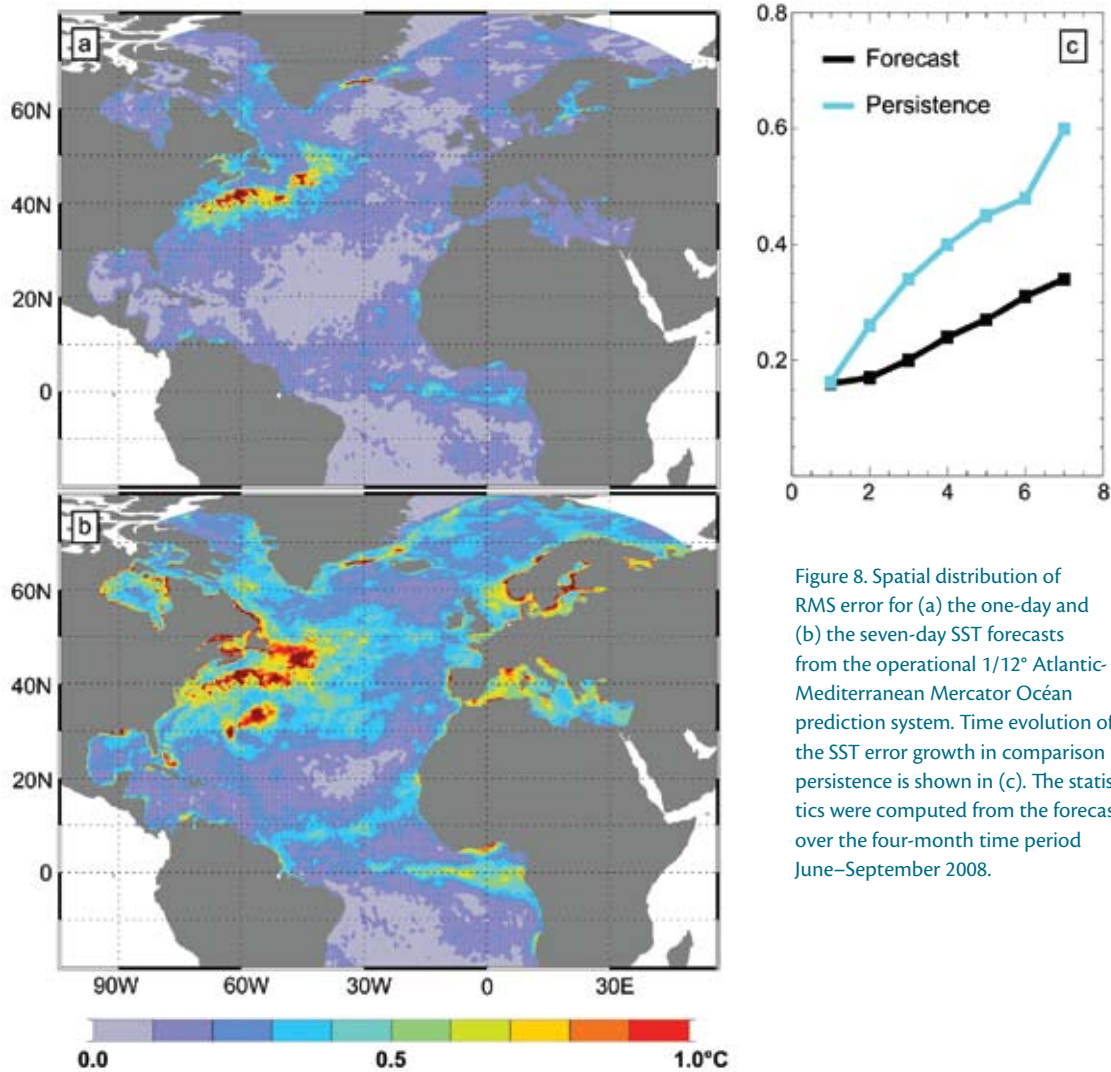 a
60N
40N
20N
0
b
60N
40N
20N
0
90W 60W 30W 0 30E
0.0 0.5 1.0°C
c
Forecast
Persistence
0.8
0.6
0.4
0.2
0 2 4 6 8
Figure 8. Spatial distribution of
RMS error for (a) the one-day and
(b) the seven-day SST forecasts
from the operational 1/12° Atlantic-
Mediterranean Mercator Océan
prediction system. Time evolution of
the SST error growth in comparison
persistence is shown in (c). The statis
tics were computed from the forecas
over the four-month time period
June–September 2008.